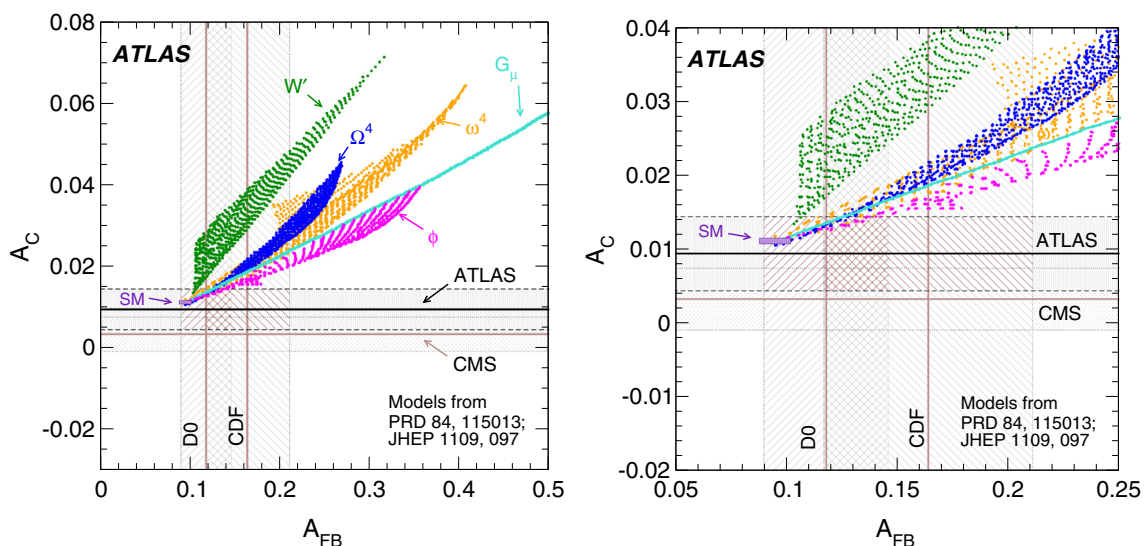 0.08
0.06
0.04
0.02
0
-0.02
A_C
ATLAS
W′
Ω⁴
ω⁴
G_μ
ϕ
SM
ATLAS
CMS
D0
CDF
Models from
PRD 84, 115013;
JHEP 1109, 097
0 0.1 0.2 0.3 0.4 0.5
A_FB
0.04
0.03
0.02
0.01
0
-0.01
-0.02
A_C
ATLAS
SM
ATLAS
CMS
D0
CDF
Models from
PRD 84, 115013;
JHEP 1109, 097
0.05 0.1 0.15 0.2 0.25
A_FB